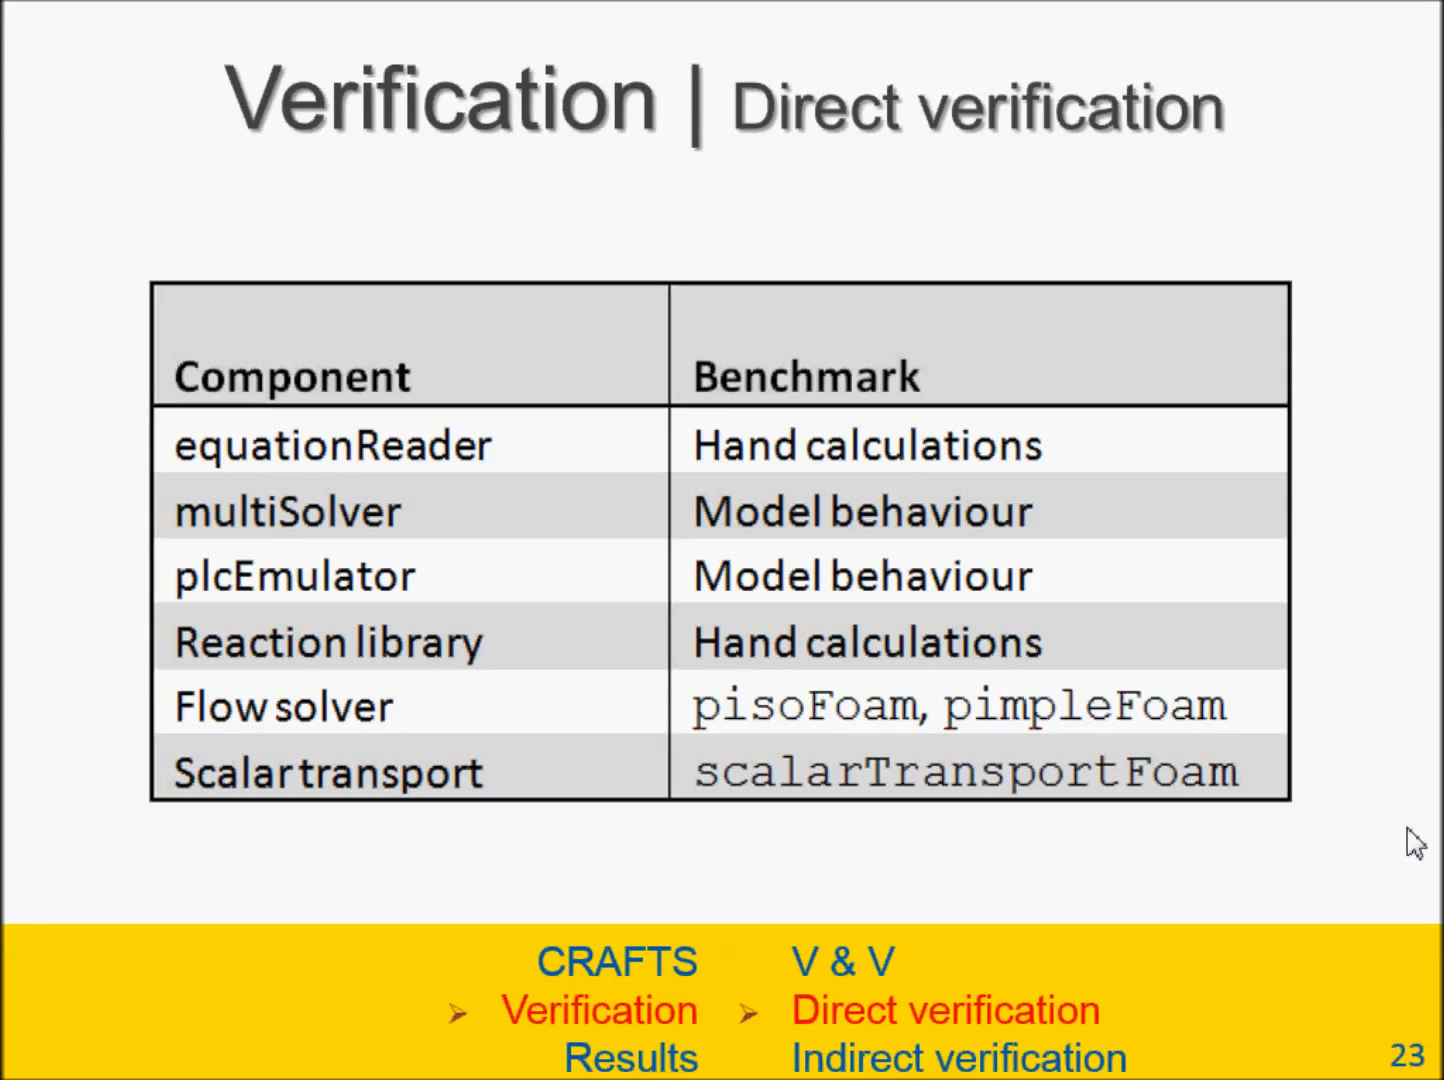 Verification | Direct verification
Component Benchmark
equationReader Hand calculations
multiSolver Model behaviour
plcEmulator Model behaviour
Reaction library Hand calculations
Flow solver pisoFoam, pimpleFoam
Scalar transport scalarTransportFoam
CRAFTS V & V
➢ Verification ➢ Direct verification
Results Indirect verification
23